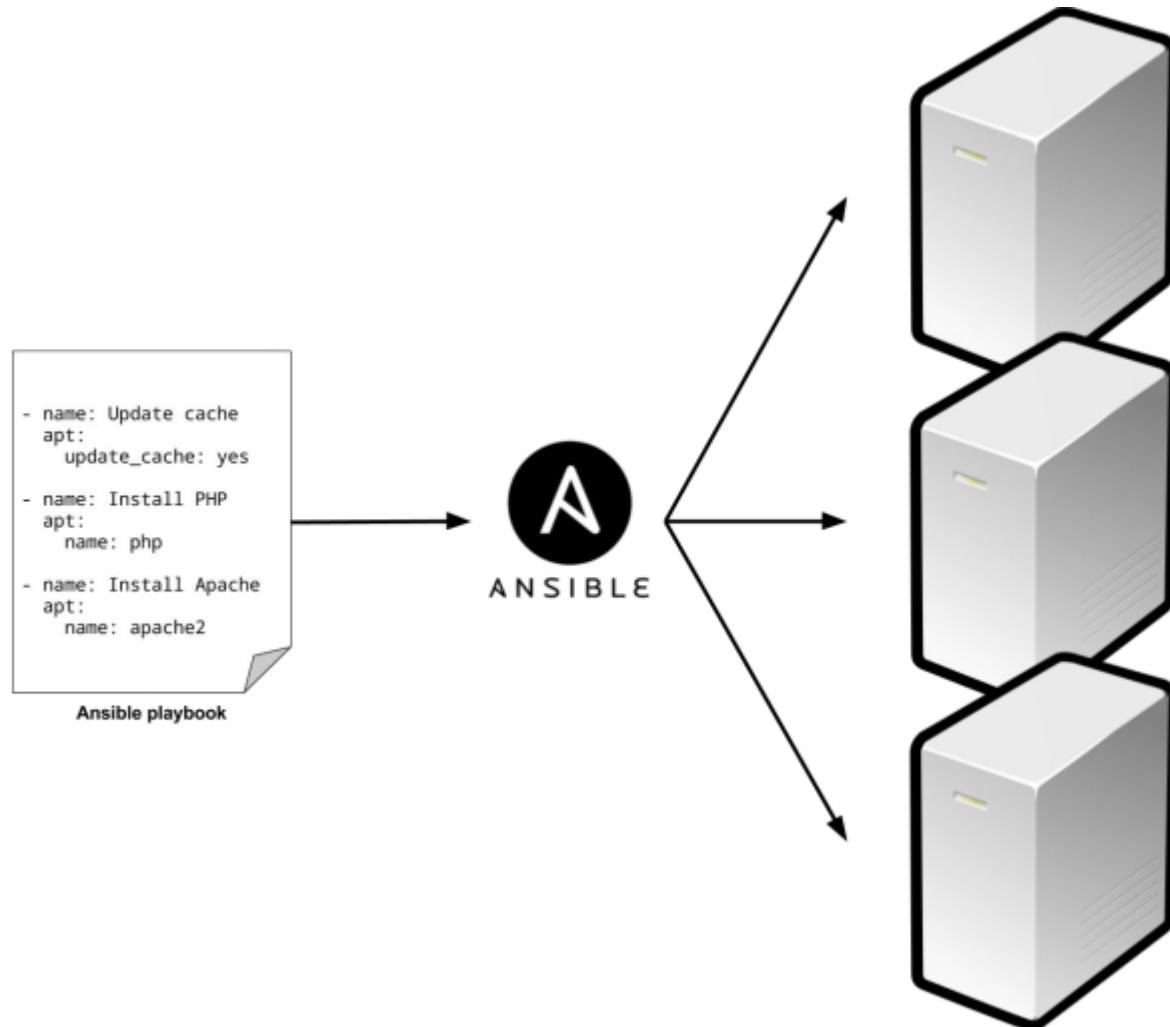 - name: Update cache
  apt:
    update_cache: yes
- name: Install PHP
  apt:
    name: php
- name: Install Apache
  apt:
    name: apache2
Ansible playbook
ANSIBLE